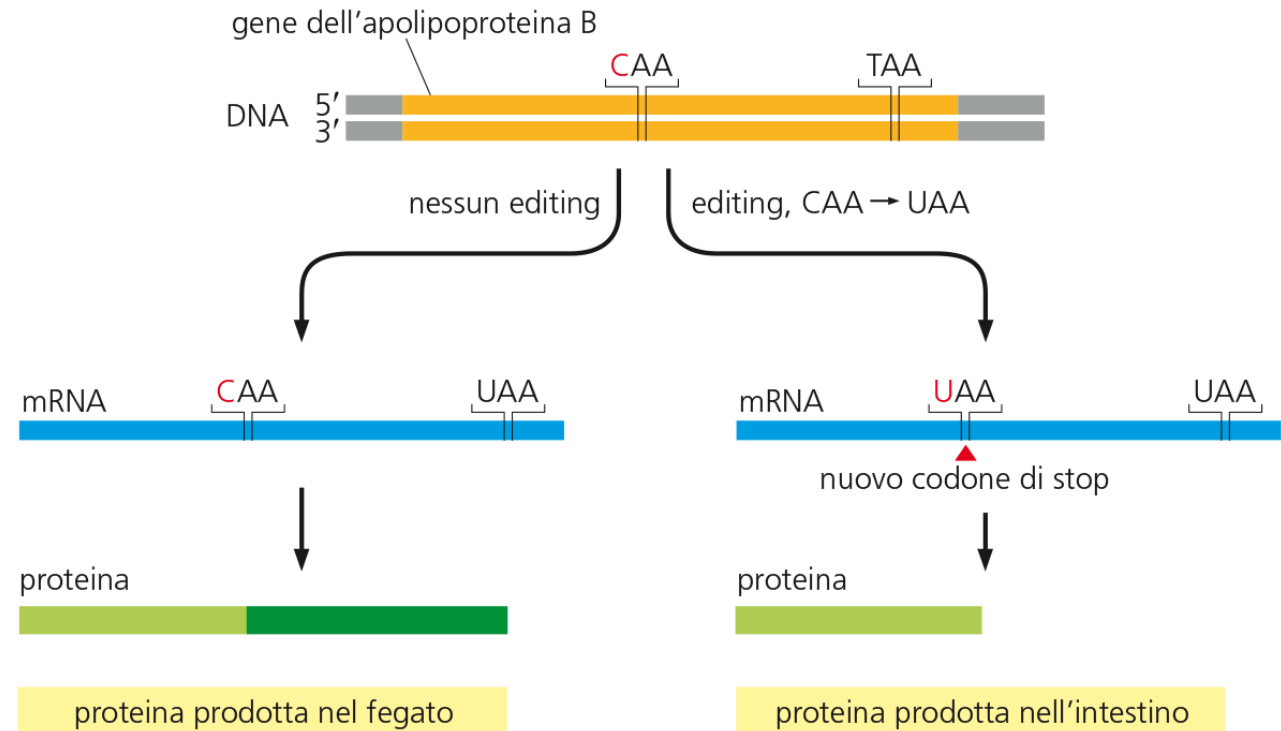 gene dell'apolipoproteina B
CAA
TAA
DNA
5′
3′
nessun editing
editing, CAA → UAA
mRNA
CAA
UAA
mRNA
UAA
UAA
nuovo codone di stop
proteina
proteina
proteina prodotta nel fegato
proteina prodotta nell'intestino